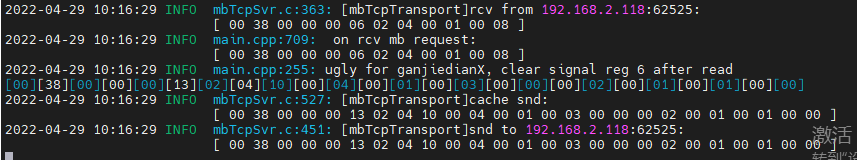 2022-04-29 10:16:29 INFO  mbTcpSvr.c:363: [mbTcpTransport]rcv from 192.168.2.118:62525:
[ 00 38 00 00 00 06 02 04 00 01 00 08 ]
2022-04-29 10:16:29 INFO  main.cpp:709:  on rcv mb request:
[ 00 38 00 00 00 06 02 04 00 01 00 08 ]
2022-04-29 10:16:29 INFO  main.cpp:255: ugly for ganjiedianX, clear signal reg 6 after read
[00][38][00][00][00][13][02][04][10][00][04][00][01][00][03][00][00][00][02][00][01][00][01][00][00]
2022-04-29 10:16:29 INFO  mbTcpSvr.c:527: [mbTcpTransport]cache snd:
[ 00 38 00 00 00 13 02 04 10 00 04 00 01 00 03 00 00 00 02 00 01 00 01 00 00 ]
2022-04-29 10:16:29 INFO  mbTcpSvr.c:451: [mbTcpTransport]snd to 192.168.2.118:62525:
[ 00 38 00 00 00 13 02 04 10 00 04 00 01 00 03 00 00 00 02 00 01 00 01 00 00 ]
激活
转到"设